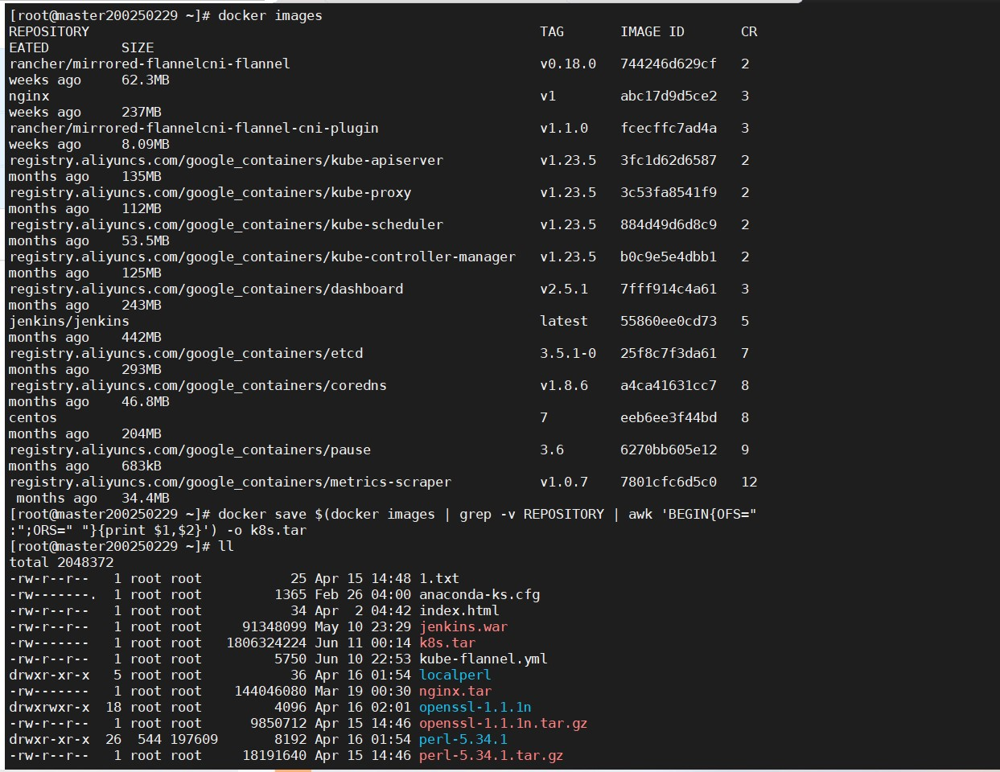 [root@master200250229 ~]# docker images
REPOSITORY TAG IMAGE ID CR
EATED SIZE
rancher/mirrored-flannelcni-flannel v0.18.0 744246d629cf 2
weeks ago 62.3MB
nginx v1 abc17d9d5ce2 3
weeks ago 237MB
rancher/mirrored-flannelcni-flannel-cni-plugin v1.1.0 fcecffc7ad4a 3
weeks ago 8.09MB
registry.aliyuncs.com/google_containers/kube-apiserver v1.23.5 3fc1d62d6587 2
months ago 135MB
registry.aliyuncs.com/google_containers/kube-proxy v1.23.5 3c53fa8541f9 2
months ago 112MB
registry.aliyuncs.com/google_containers/kube-scheduler v1.23.5 884d49d6d8c9 2
months ago 53.5MB
registry.aliyuncs.com/google_containers/kube-controller-manager v1.23.5 b0c9e5e4dbb1 2
months ago 125MB
registry.aliyuncs.com/google_containers/dashboard v2.5.1 7fff914c4a61 3
months ago 243MB
jenkins/jenkins latest 55860ee0cd73 5
months ago 442MB
registry.aliyuncs.com/google_containers/etcd 3.5.1-0 25f8c7f3da61 7
months ago 293MB
registry.aliyuncs.com/google_containers/coredns v1.8.6 a4ca41631cc7 8
months ago 46.8MB
centos 7 eeb6ee3f44bd 8
months ago 204MB
registry.aliyuncs.com/google_containers/pause 3.6 6270bb605e12 9
months ago 683kB
registry.aliyuncs.com/google_containers/metrics-scraper v1.0.7 7801cfc6d5c0 12
months ago 34.4MB
[root@master200250229 ~]# docker save $(docker images | grep -v REPOSITORY | awk 'BEGIN{OFS="
:";ORS=" "}{print $1,$2}') -o k8s.tar
[root@master200250229 ~]# ll
total 2048372
-rw-r--r-- 1 root root 25 Apr 15 14:48 1.txt
-rw-------. 1 root root 1365 Feb 26 04:00 anaconda-ks.cfg
-rw-r--r-- 1 root root 34 Apr 2 04:42 index.html
-rw-r--r-- 1 root root 91348099 May 10 23:29 jenkins.war
-rw------- 1 root root 1806324224 Jun 11 00:14 k8s.tar
-rw-r--r-- 1 root root 5750 Jun 10 22:53 kube-flannel.yml
drwxr-xr-x 5 root root 36 Apr 16 01:54 localperl
-rw------- 1 root root 144046080 Mar 19 00:30 nginx.tar
drwxrwxr-x 18 root root 4096 Apr 16 02:01 openssl-1.1.1n
-rw-r--r-- 1 root root 9850712 Apr 15 14:46 openssl-1.1.1n.tar.gz
drwxr-xr-x 26 544 197609 8192 Apr 16 01:54 perl-5.34.1
-rw-r--r-- 1 root root 18191640 Apr 15 14:46 perl-5.34.1.tar.gz